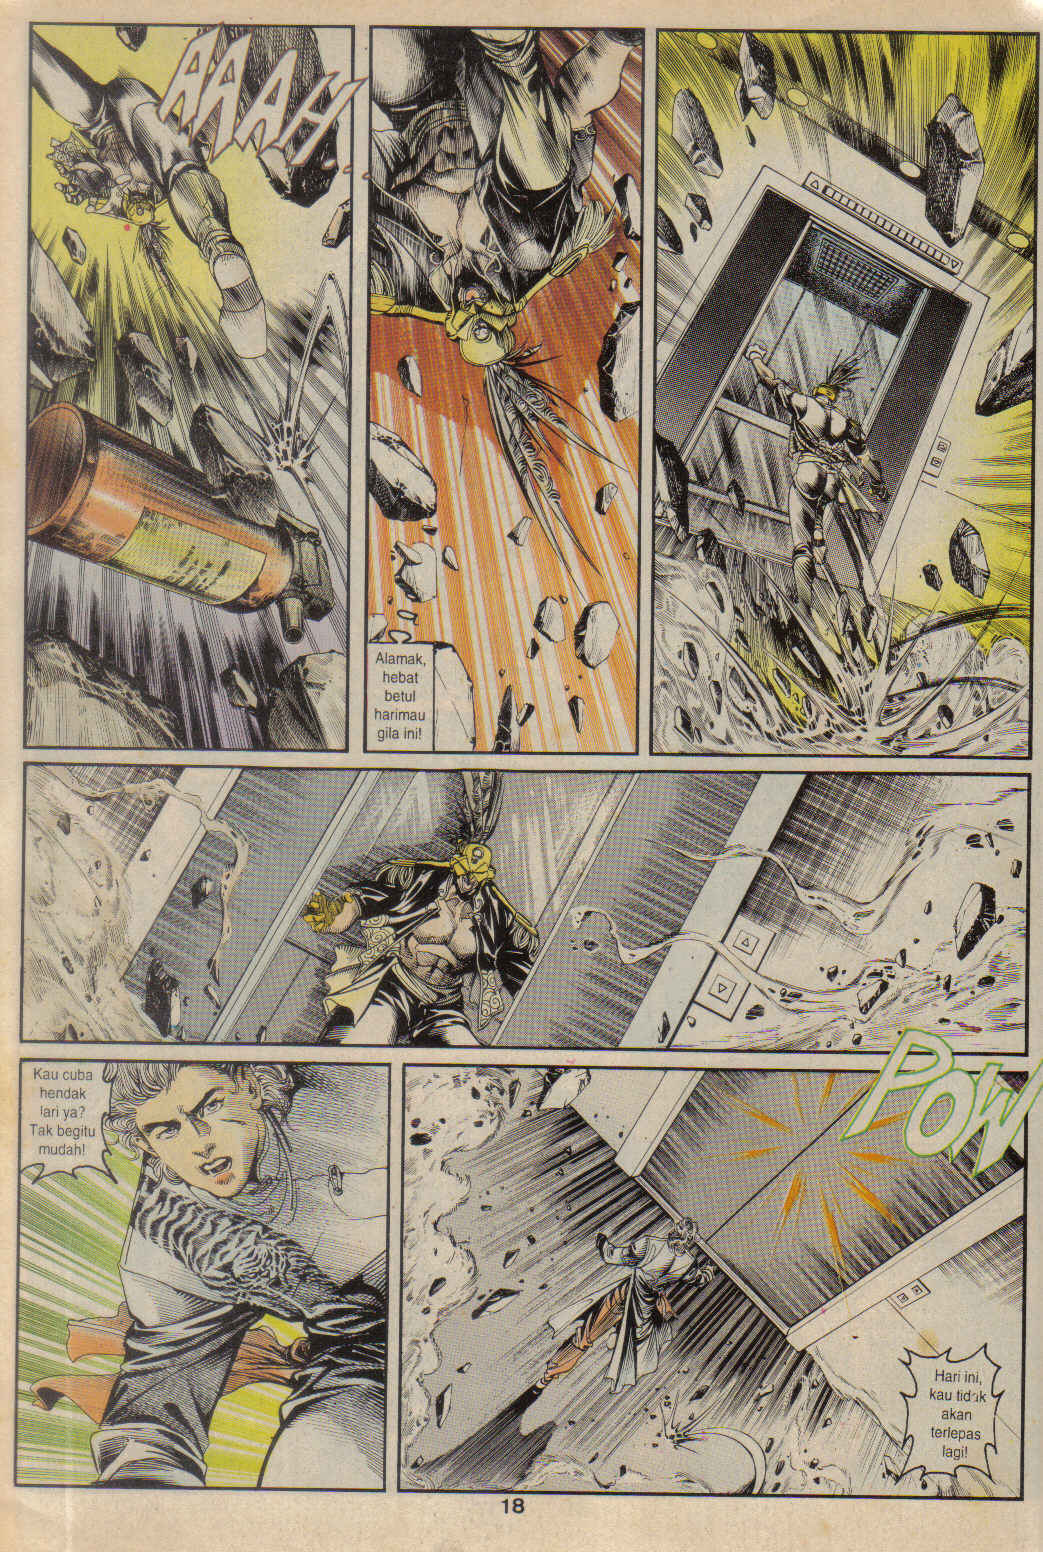 AAAH...
Alamak,
hebat
betul
harimau
gila ini!
Kau cuba
hendak
lari ya?
Tak begitu
mudah!
POW
Hari ini,
kau tidak
akan
terlepas
lagi!
18